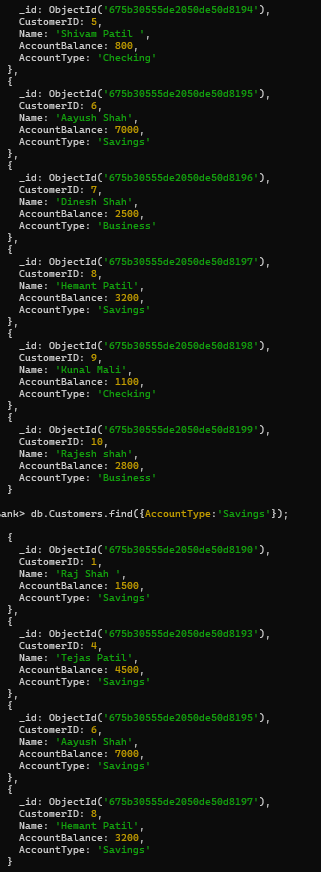 _id: ObjectId('675b30555de2050de50d8194'),
CustomerID: 5,
Name: 'Shivam Patil ',
AccountBalance: 800,
AccountType: 'Checking'
},
{
_id: ObjectId('675b30555de2050de50d8195'),
CustomerID: 6,
Name: 'Aayush Shah',
AccountBalance: 7000,
AccountType: 'Savings'
},
{
_id: ObjectId('675b30555de2050de50d8196'),
CustomerID: 7,
Name: 'Dinesh Shah',
AccountBalance: 2500,
AccountType: 'Business'
},
{
_id: ObjectId('675b30555de2050de50d8197'),
CustomerID: 8,
Name: 'Hemant Patil',
AccountBalance: 3200,
AccountType: 'Savings'
},
{
_id: ObjectId('675b30555de2050de50d8198'),
CustomerID: 9,
Name: 'Kunal Mali',
AccountBalance: 1100,
AccountType: 'Checking'
},
{
_id: ObjectId('675b30555de2050de50d8199'),
CustomerID: 10,
Name: 'Rajesh shah',
AccountBalance: 2800,
AccountType: 'Business'
}
ank> db.Customers.find({AccountType:'Savings'});
{
_id: ObjectId('675b30555de2050de50d8190'),
CustomerID: 1,
Name: 'Raj Shah ',
AccountBalance: 1500,
AccountType: 'Savings'
},
{
_id: ObjectId('675b30555de2050de50d8193'),
CustomerID: 4,
Name: 'Tejas Patil',
AccountBalance: 4500,
AccountType: 'Savings'
},
{
_id: ObjectId('675b30555de2050de50d8195'),
CustomerID: 6,
Name: 'Aayush Shah',
AccountBalance: 7000,
AccountType: 'Savings'
},
{
_id: ObjectId('675b30555de2050de50d8197'),
CustomerID: 8,
Name: 'Hemant Patil',
AccountBalance: 3200,
AccountType: 'Savings'
}